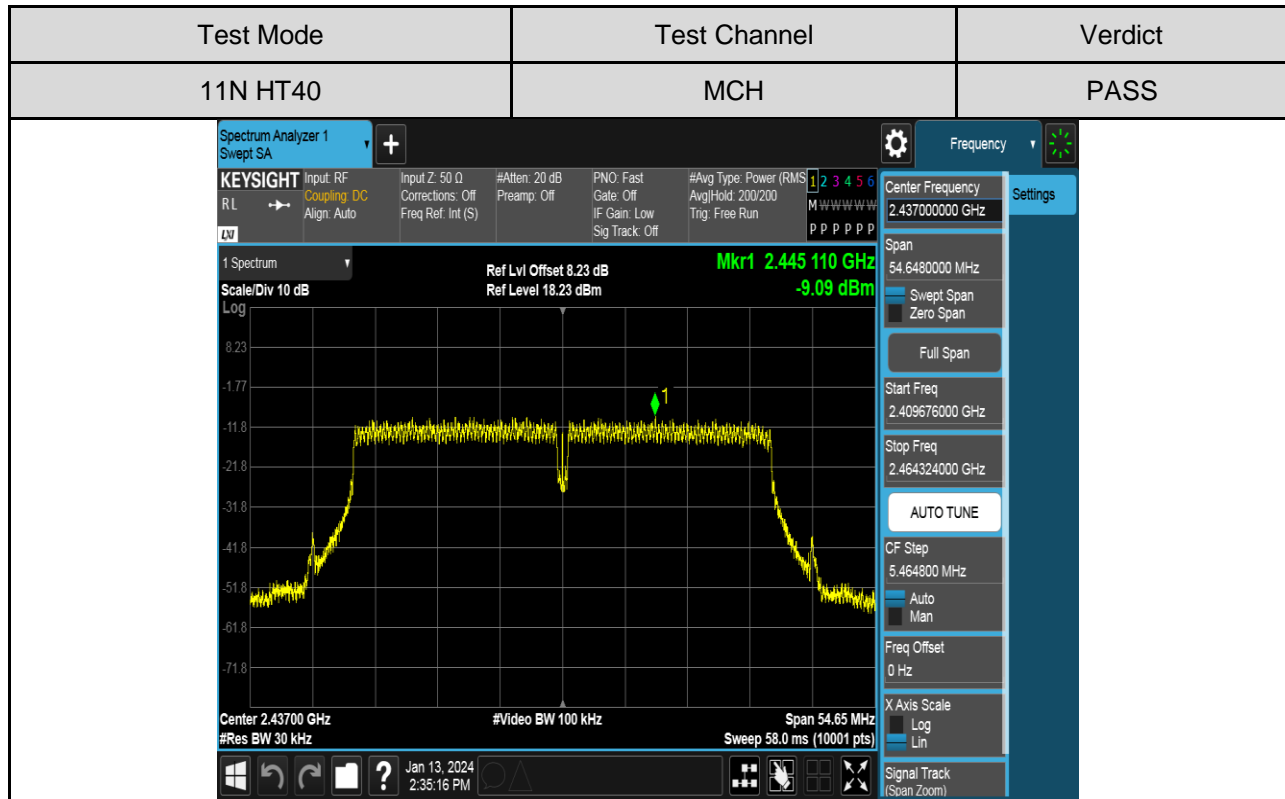 Test Mode Test Channel Verdict
11N HT40 MCH PASS
Spectrum Analyzer 1
Swept SA
+
Frequency
KEYSIGHT
RL
LXI
Input: RF
Coupling: DC
Align: Auto
Input Z: 50 Ω
Corrections: Off
Freq Ref: Int (S)
#Atten: 20 dB
Preamp: Off
PNO: Fast
Gate: Off
IF Gain: Low
Sig Track: Off
#Avg Type: Power (RMS
Avg|Hold: 200/200
Trig: Free Run
1 2 3 4 5 6
M W W W W W
P P P P P P
Center Frequency
2.437000000 GHz
Settings
1 Spectrum
Scale/Div 10 dB
Ref Lvl Offset 8.23 dB
Ref Level 18.23 dBm
Mkr1 2.445 110 GHz
-9.09 dBm
Log
8.23
-1.77
-11.8
-21.8
-31.8
-41.8
-51.8
-61.8
-71.8
1
Center 2.43700 GHz
#Res BW 30 kHz
#Video BW 100 kHz
Span 54.65 MHz
Sweep 58.0 ms (10001 pts)
Span
54.6480000 MHz
Swept Span
Zero Span
Full Span
Start Freq
2.409676000 GHz
Stop Freq
2.464324000 GHz
AUTO TUNE
CF Step
5.464800 MHz
Auto
Man
Freq Offset
0 Hz
X Axis Scale
Log
Lin
Signal Track
(Span Zoom)
?
Jan 13, 2024
2:35:16 PM